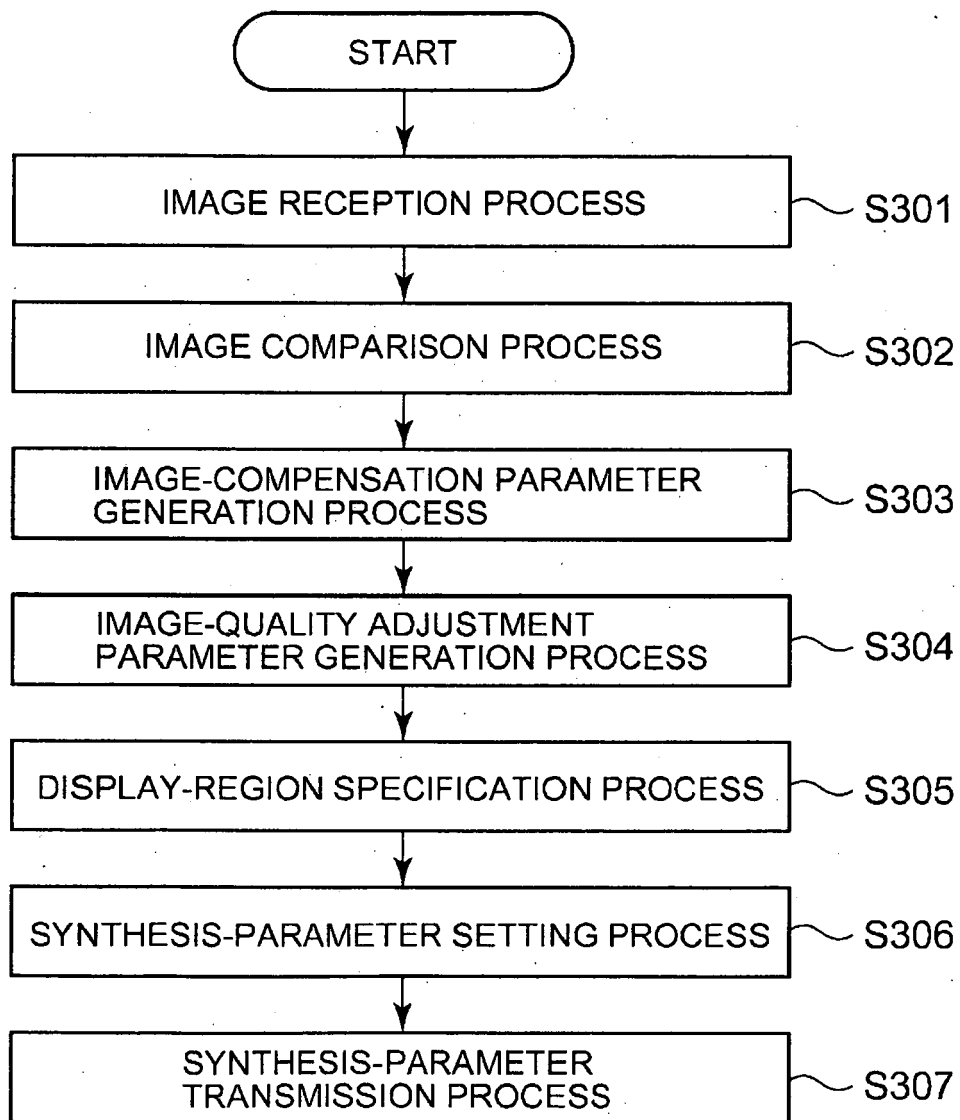 START
IMAGE RECEPTION PROCESS
S301
IMAGE COMPARISON PROCESS
S302
IMAGE-COMPENSATION PARAMETER
GENERATION PROCESS
S303
IMAGE-QUALITY ADJUSTMENT
PARAMETER GENERATION PROCESS
S304
DISPLAY-REGION SPECIFICATION PROCESS
S305
SYNTHESIS-PARAMETER SETTING PROCESS
S306
SYNTHESIS-PARAMETER
TRANSMISSION PROCESS
S307